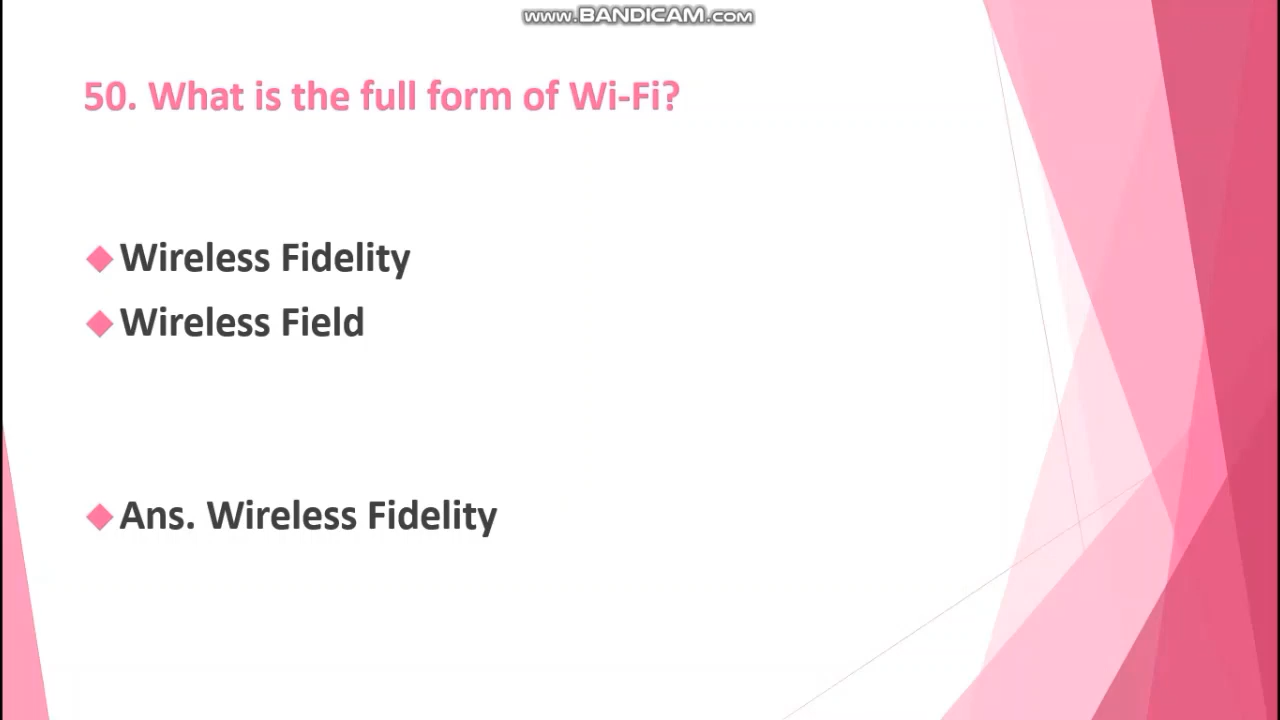 www.BANDICAM.com
50. What is the full form of Wi-Fi?
Wireless Fidelity
Wireless Field
Ans. Wireless Fidelity